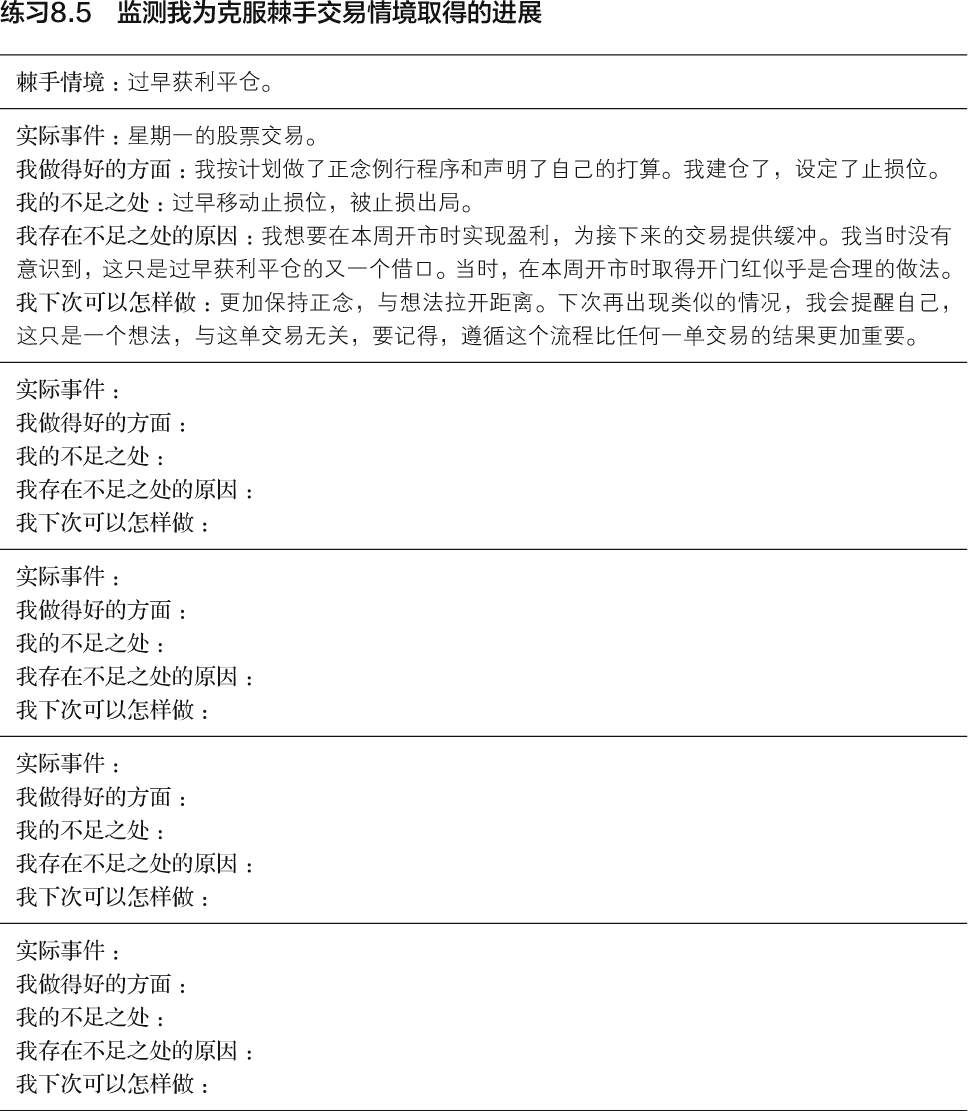 练习8.5　监测我为克服棘手交易情境取得的进展
棘手情境：过早获利平仓。
实际事件：星期一的股票交易。
我做得好的方面：我按计划做了正念例行程序和声明了自己的打算。我建仓了，设定了止损位。
我的不足之处：过早移动止损位，被止损出局。
我存在不足之处的原因：我想要在本周开市时实现盈利，为接下来的交易提供缓冲。我当时没有
意识到，这只是过早获利平仓的又一个借口。当时，在本周开市时取得开门红似乎是合理的做法。
我下次可以怎样做：更加保持正念，与想法拉开距离。下次再出现类似的情况，我会提醒自己，
这只是一个想法，与这单交易无关，要记得，遵循这个流程比任何一单交易的结果更加重要。
实际事件：
我做得好的方面：
我的不足之处：
我存在不足之处的原因：
我下次可以怎样做：
实际事件：
我做得好的方面：
我的不足之处：
我存在不足之处的原因：
我下次可以怎样做：
实际事件：
我做得好的方面：
我的不足之处：
我存在不足之处的原因：
我下次可以怎样做：
实际事件：
我做得好的方面：
我的不足之处：
我存在不足之处的原因：
我下次可以怎样做：